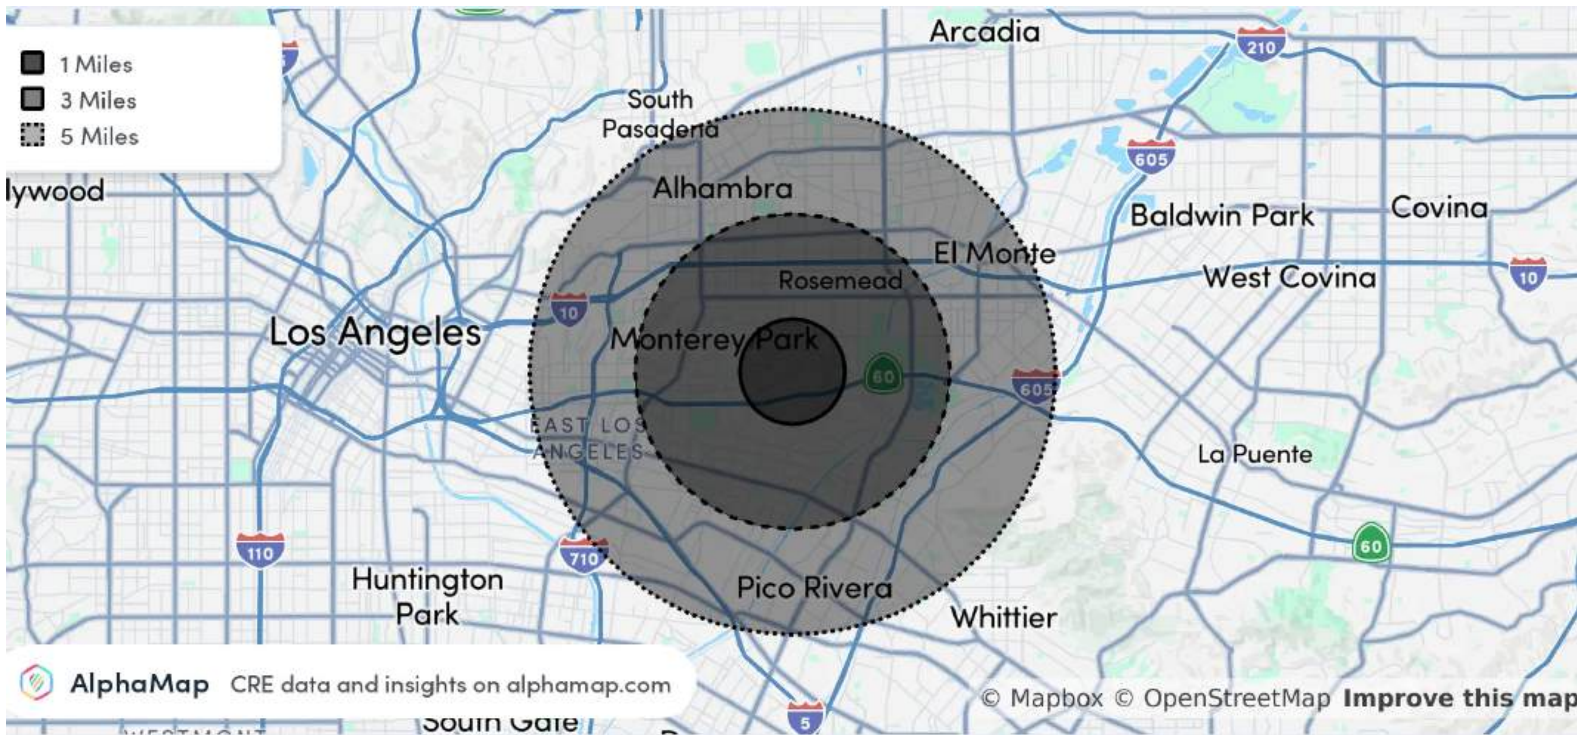 Arcadia
210
1 Miles
3 Miles
5 Miles
South
Pasadena
605
lywood
Alhambra
Baldwin Park
Covina
El Monte
Rosemead
West Covina
10
10
Los Angeles
Monterey Park
60
605
EAST LOS
ANGELES
La Puente
110
710
60
Huntington
Park
Pico Rivera
Whittier
AlphaMap
CRE data and insights on alphamap.com
© Mapbox © OpenStreetMap Improve this map
South Gate
5
WESTMONT